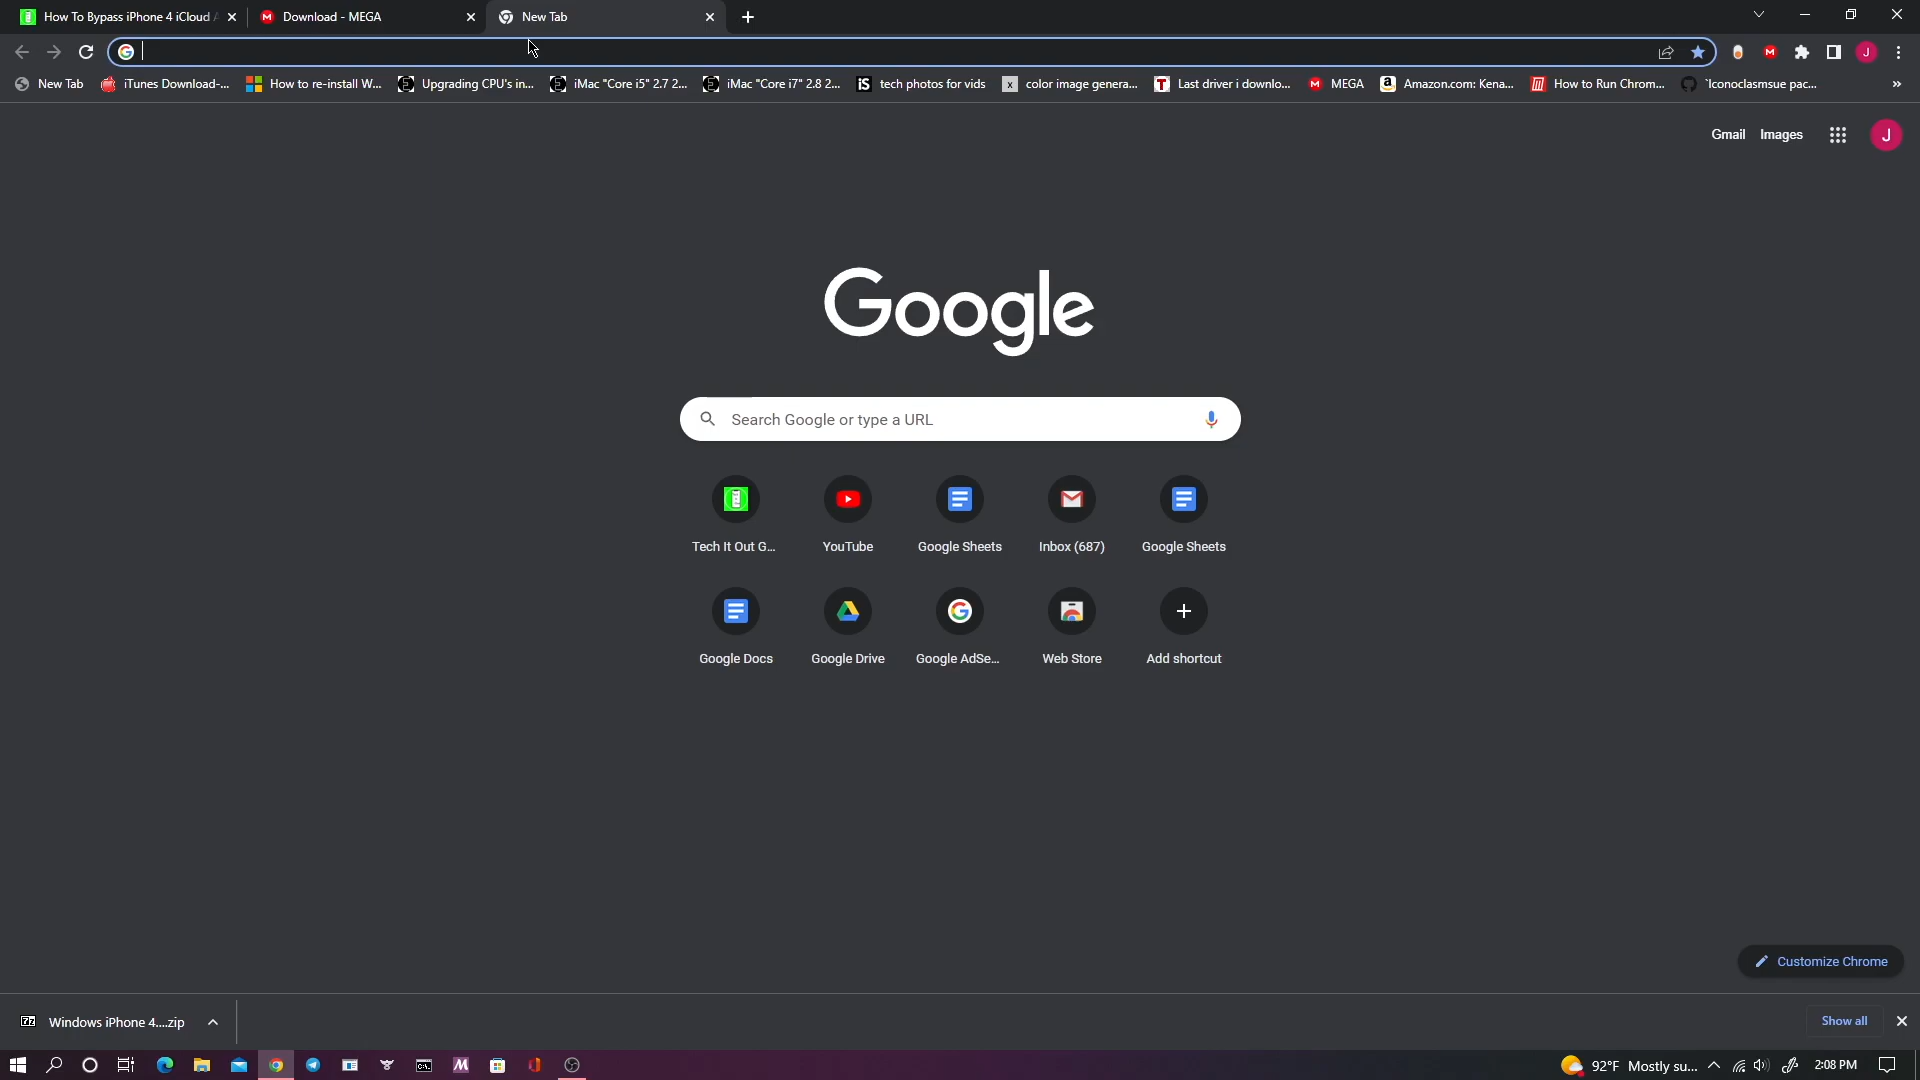 How To Bypass iPhone 4 iCloud
Download - MEGA
New Tab
New Tab
iTunes Download-...
How to re-install W...
Upgrading CPU's in...
iMac "Core i5" 2.7 2...
iMac "Core i7" 2.8 2...
tech photos for vids
color image genera...
Last driver i downlo...
MEGA
Amazon.com: Kena...
How to Run Chrom...
`Iconoclasmsue pac...
»
Gmail Images
J
Google
Search Google or type a URL
Tech It Out G...
YouTube
Google Sheets
Inbox (687)
Google Sheets
Google Docs
Google Drive
Google AdSe...
Web Store
Add shortcut
Customize Chrome
Windows iPhone 4....zip
Show all
92°F Mostly su...
2:08 PM